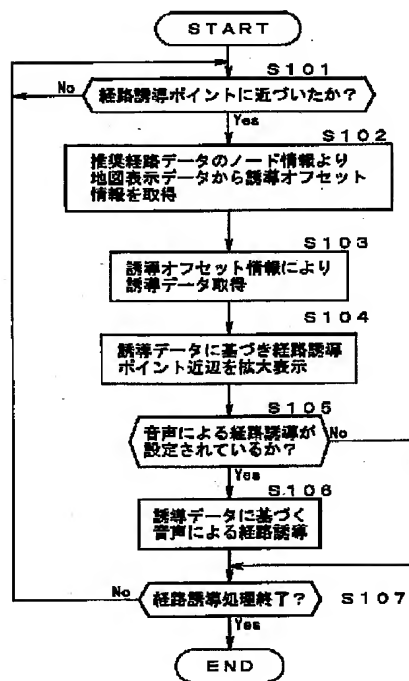 START
S101
No
経路誘導ポイントに近づいたか?
Yes
S102
推奨経路データのノード情報より
地図表示データから誘導オフセット
情報を取得
S103
誘導オフセット情報により
誘導データ取得
S104
誘導データに基づき経路誘導
ポイント近辺を拡大表示
S105
音声による経路誘導が
設定されているか?
No
Yes
S106
誘導データに基づく
音声による経路誘導
No
経路誘導処理終了?
S107
Yes
END